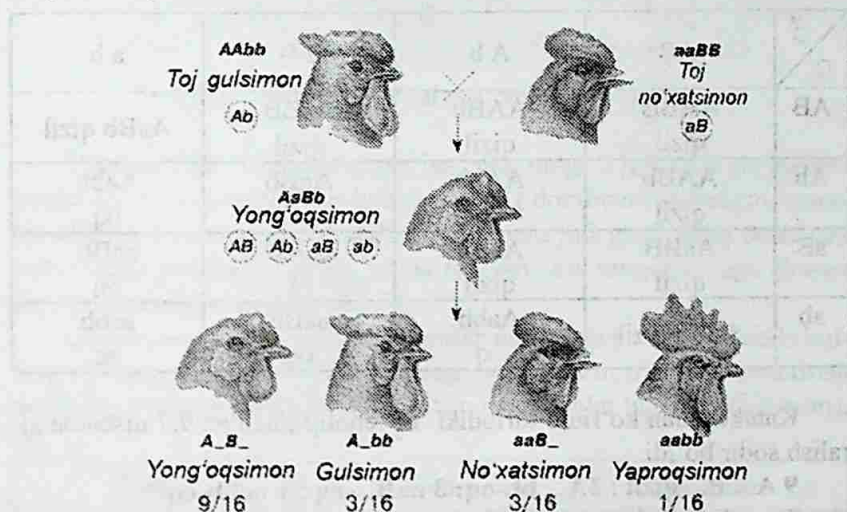 AAbb
Toj gulsimon
Ab
aaBB
Toj
no'xatsimon
aB
AaBb
Yong'oqsimon
AB Ab aB ab
A_B_
Yong'oqsimon
9/16
A_bb
Gulsimon
3/16
aaB_
No'xatsimon
3/16
aabb
Yaproqsimon
1/16